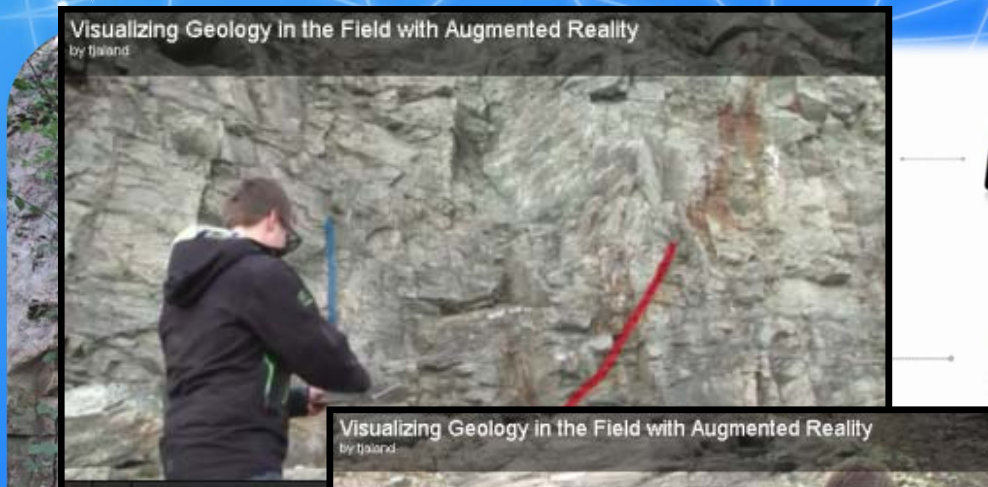 Visualizing Geology in the Field with Augmented Reality
by tjaland
Visualizing Geology in the Field with Augmented Reality
by tjaland